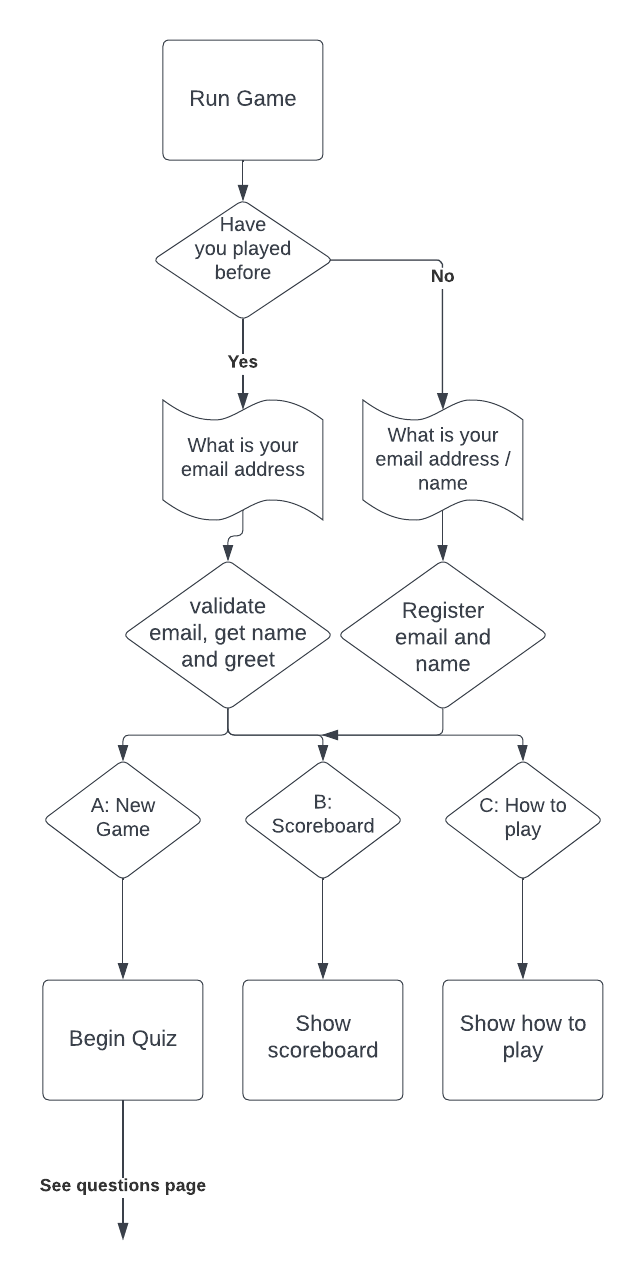 Run Game
Have
you played
before
No
Yes
What is your
email address
What is your
email address /
name
validate
email, get name
and greet
Register
email and
name
A: New
Game
B:
Scoreboard
C: How to
play
Begin Quiz
Show
scoreboard
Show how to
play
See questions page